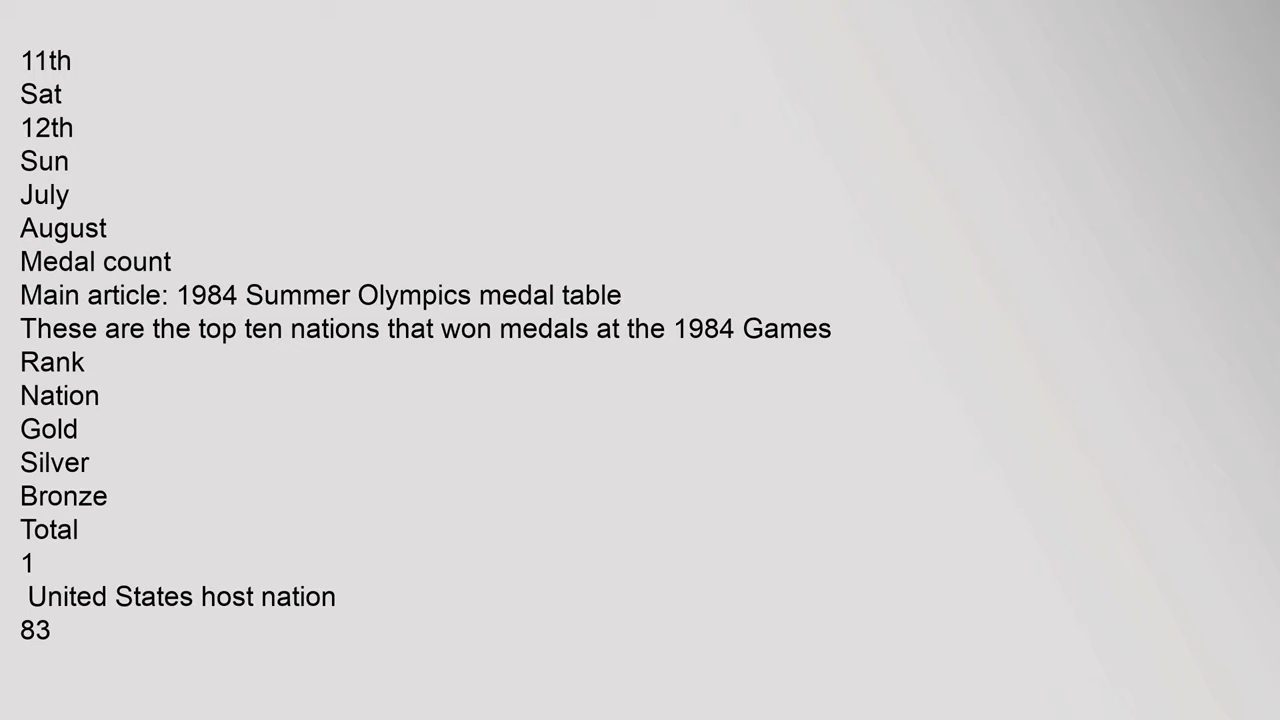 11th
Sat
12th
Sun
July
August
Medal count
Main article: 1984 Summer Olympics medal table
These are the top ten nations that won medals at the 1984 Games
Rank
Nation
Gold
Silver
Bronze
Total
1
United States host nation
83